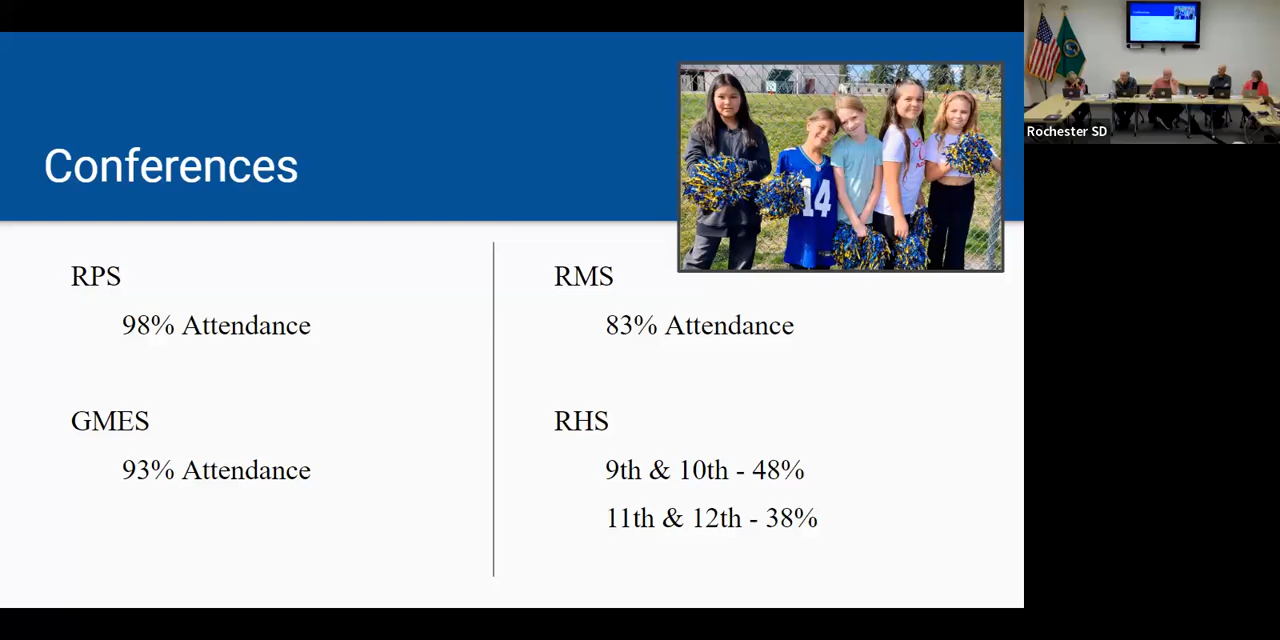 Conferences
RPS
98% Attendance
GMES
93% Attendance
RMS
83% Attendance
RHS
9th & 10th - 48%
11th & 12th - 38%
14
Conferences
Rochester SD